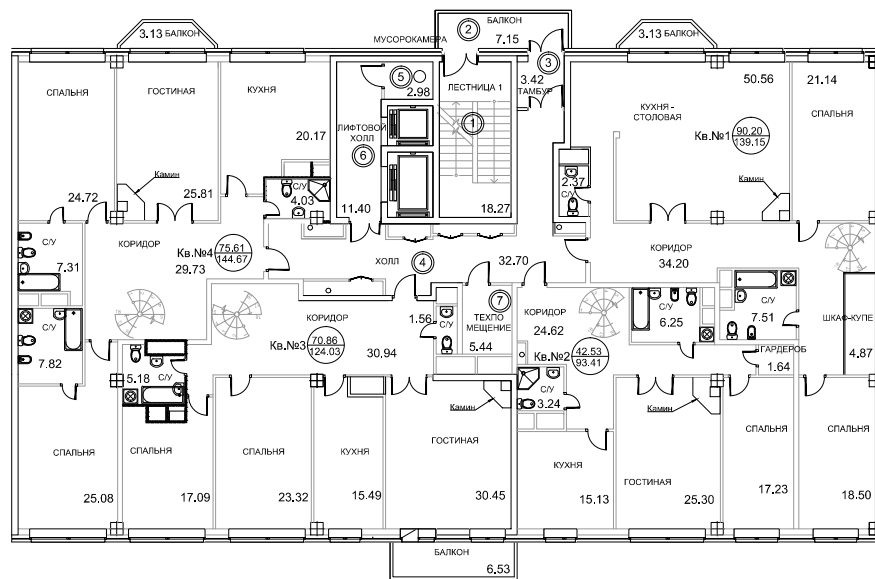 3.13 БАЛКОН
2
БАЛКОН
7.15
МУСОРОКАМЕРА
3
3.13 БАЛКОН
СПАЛЬНЯ
ГОСТИНАЯ
КУХНЯ
5
2.98
ЛЕСТНИЦА 1
3.42
ТАМБУР
50.56
21.14
КУХНЯ -
СТОЛОВАЯ
СПАЛЬНЯ
20.17
ЛИФТОВОЙ
ХОЛЛ
6
1
Кв.№1
90.20
139.15
Камин
24.72
25.81
С/У
4.03
11.40
18.27
2.37
С/У
Камин
С/У
7.31
КОРИДОР
29.73
Кв.№4
75.61
144.67
ХОЛЛ
4
32.70
КОРИДОР
34.20
С/У
7.82
КОРИДОР
Кв.№3
70.86
124.03
30.94
1.56
С/У
7
ТЕХПО
МЕЩЕНИЕ
5.44
КОРИДОР
24.62
Кв.№2
42.53
93.41
С/У
6.25
С/У
7.51
ШКАФ-КУПЕ
4.87
ГАРДЕРОБ
1.64
С/У
5.18
С/У
3.24
Камин
Камин
СПАЛЬНЯ
25.08
СПАЛЬНЯ
17.09
СПАЛЬНЯ
23.32
КУХНЯ
15.49
ГОСТИНАЯ
30.45
КУХНЯ
15.13
ГОСТИНАЯ
25.30
СПАЛЬНЯ
17.23
СПАЛЬНЯ
18.50
БАЛКОН
6.53